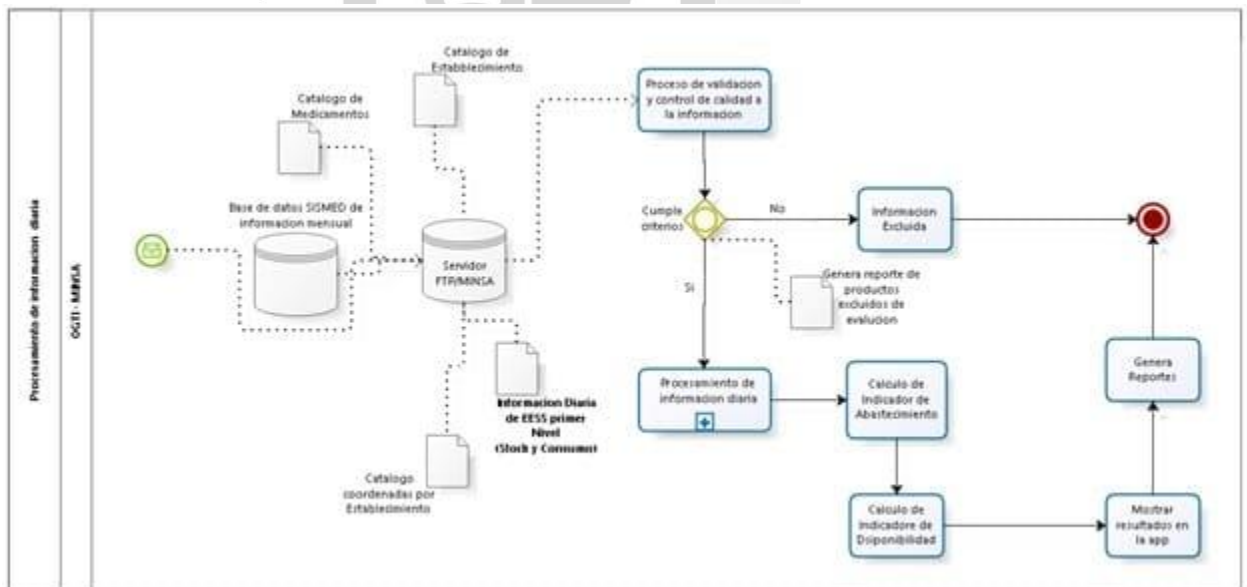 Procesamiento de informacion diaria
OGTI - MINSA
Catalogo de
Establecimiento
Catalogo de
Medicamentos
Base de datos SISMED de
informacion mensual
Servidor
FTP/MINSA
Informacion Diaria
de EESS primer
Nivel
(Stock y Consumo)
Catalogo
coordenadas por
Establecimiento
Proceso de validacion
y control de calidad a
la informacion
Cumple
criterios
No
Si
Informacion
Excluida
Genera reporte de
productos
excluidos de
evalucion
Procesamiento de
informacion diaria
Calculo de
Indicador de
Abastecimiento
Calculo de
Indicadore de
Dsiponibilidad
Mostrar
resultados en
la app
Genera
Reportes